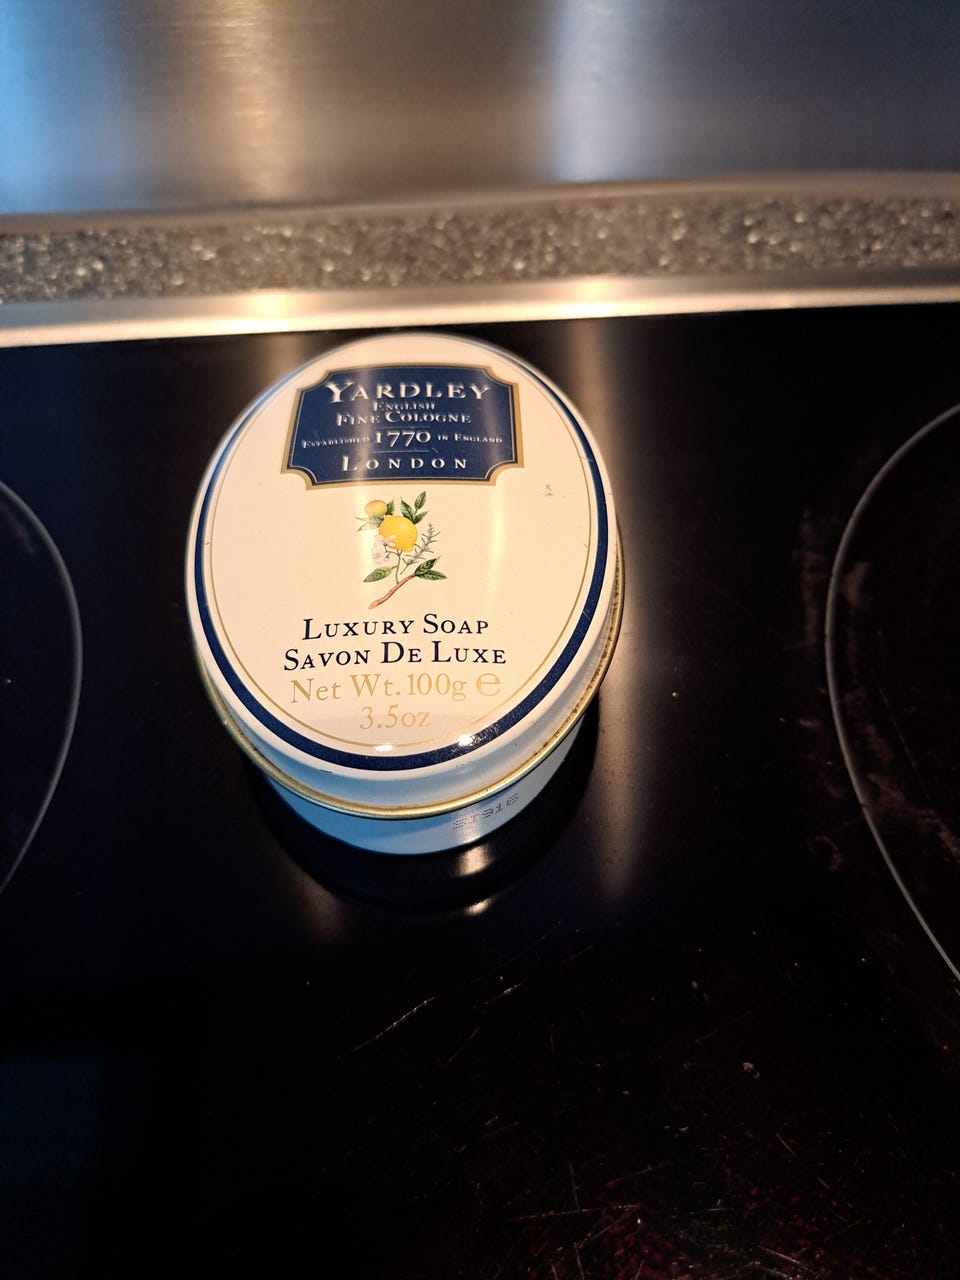 YARDLEY
ENGLISH
FINE COLOGNE
ESTABLISHED 1770 IN ENGLAND
LONDON
LUXURY SOAP
SAVON DE LUXE
Net Wt. 100g ℮
3.5oz